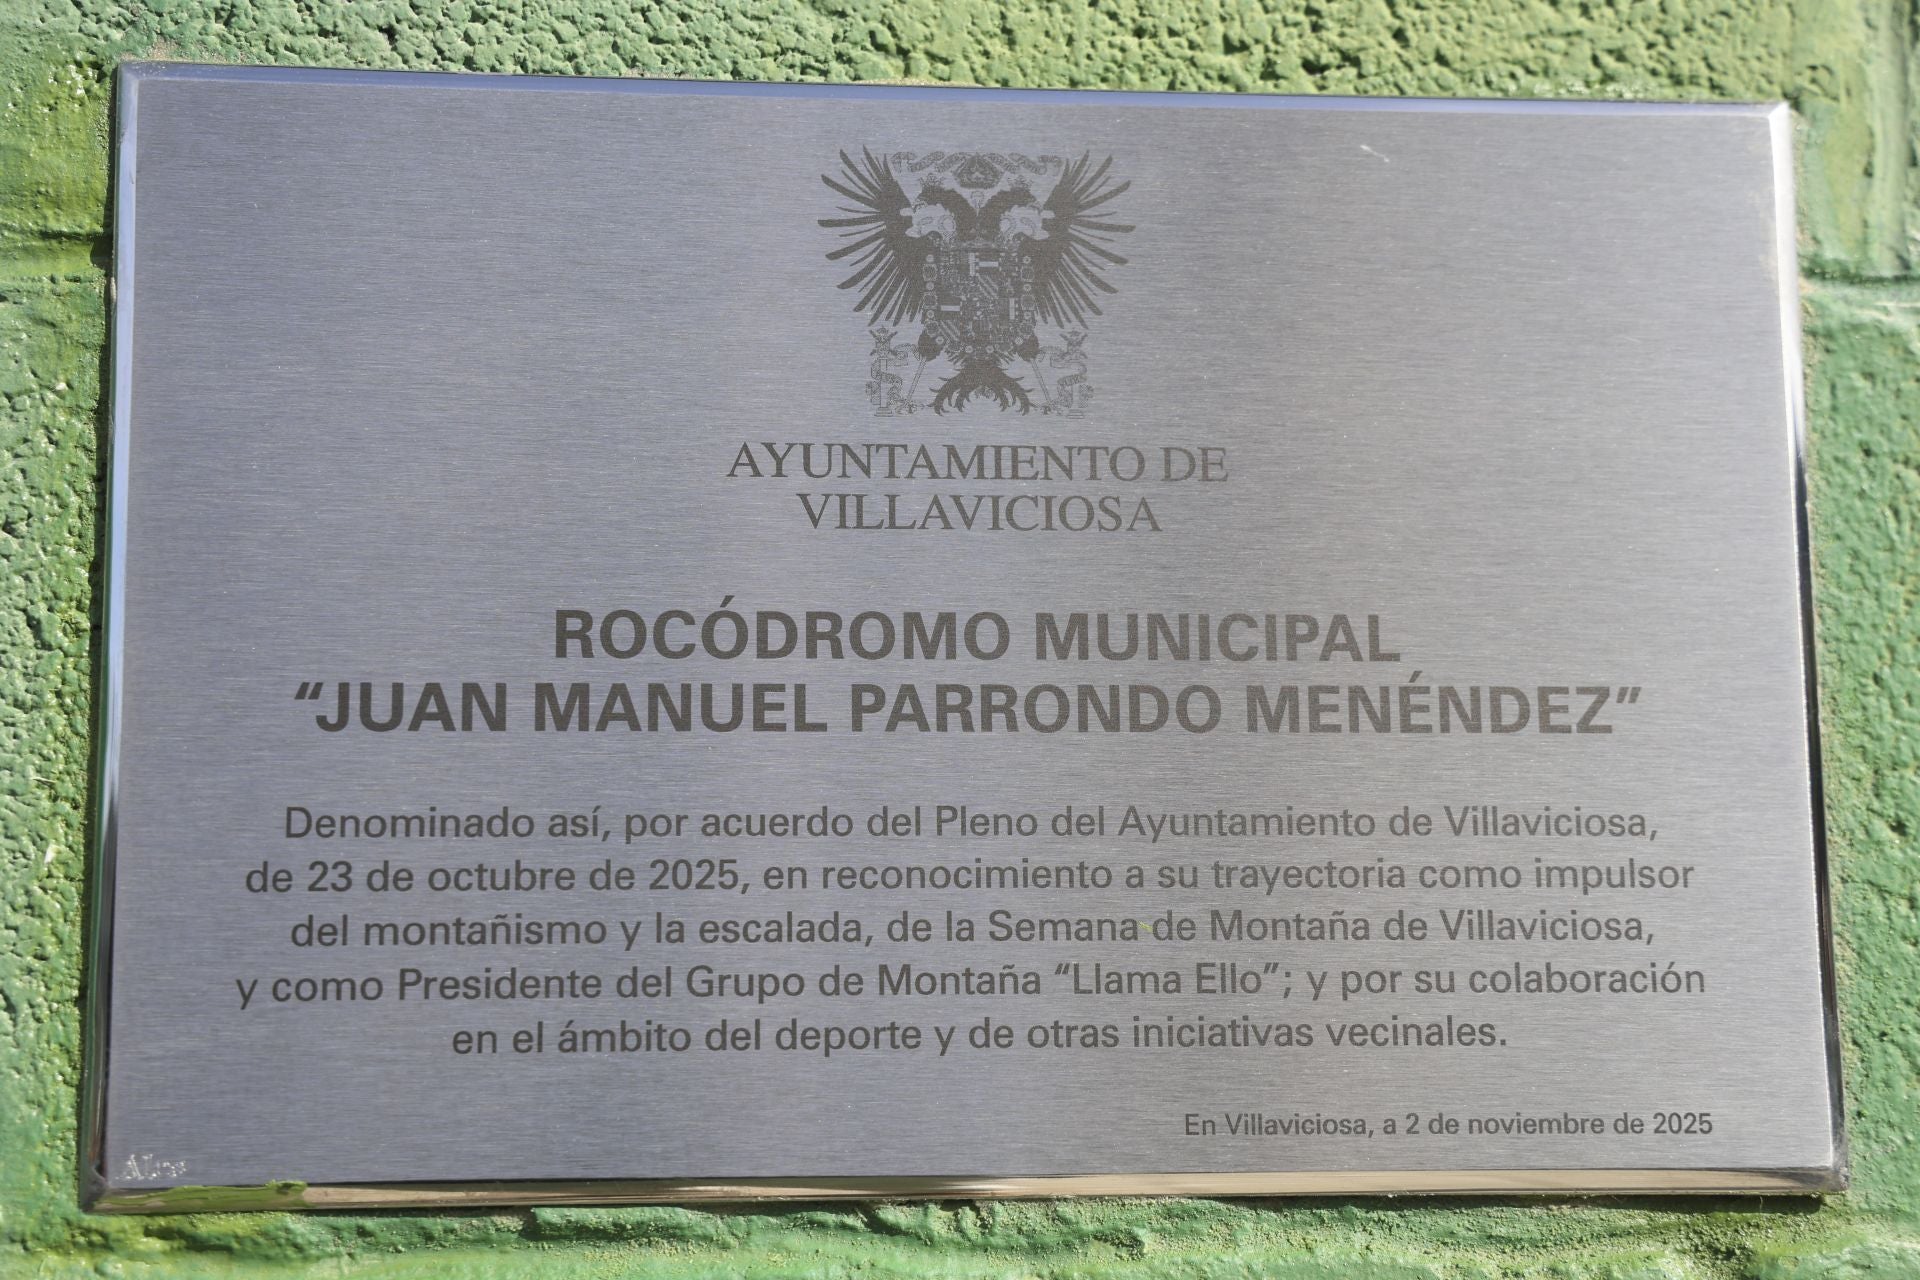 AYUNTAMIENTO DE
VILLAVICIOSA
ROCÓDROMO MUNICIPAL
“JUAN MANUEL PARRONDO MENÉNDEZ”
Denominado así, por acuerdo del Pleno del Ayuntamiento de Villaviciosa,
de 23 de octubre de 2025, en reconocimiento a su trayectoria como impulsor
del montañismo y la escalada, de la Semana de Montaña de Villaviciosa,
y como Presidente del Grupo de Montaña “Llama Ello”; y por su colaboración
en el ámbito del deporte y de otras iniciativas vecinales.
En Villaviciosa, a 2 de noviembre de 2025